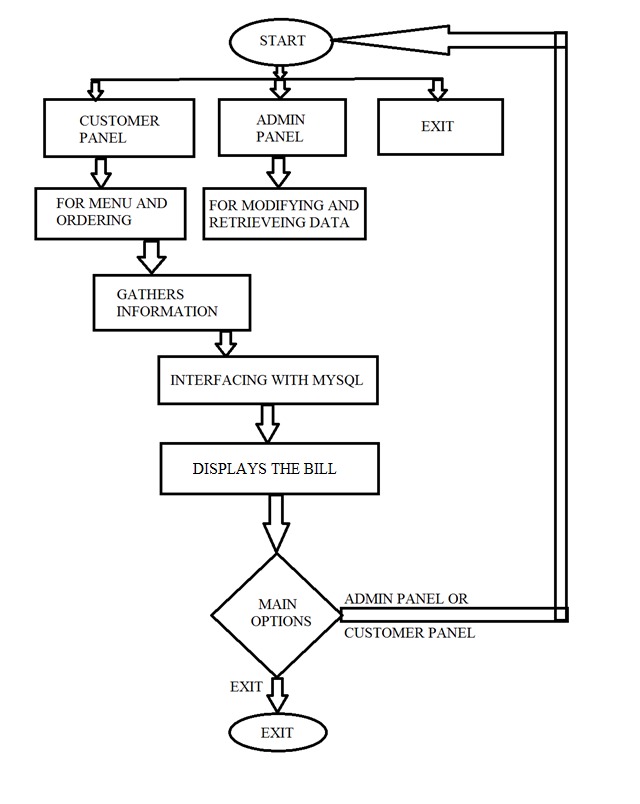 START
CUSTOMER
PANEL
ADMIN
PANEL
EXIT
FOR MENU AND
ORDERING
FOR MODIFYING AND
RETRIEVEING DATA
GATHERS
INFORMATION
INTERFACING WITH MYSQL
DISPLAYS THE BILL
MAIN
OPTIONS
ADMIN PANEL OR
CUSTOMER PANEL
EXIT
EXIT